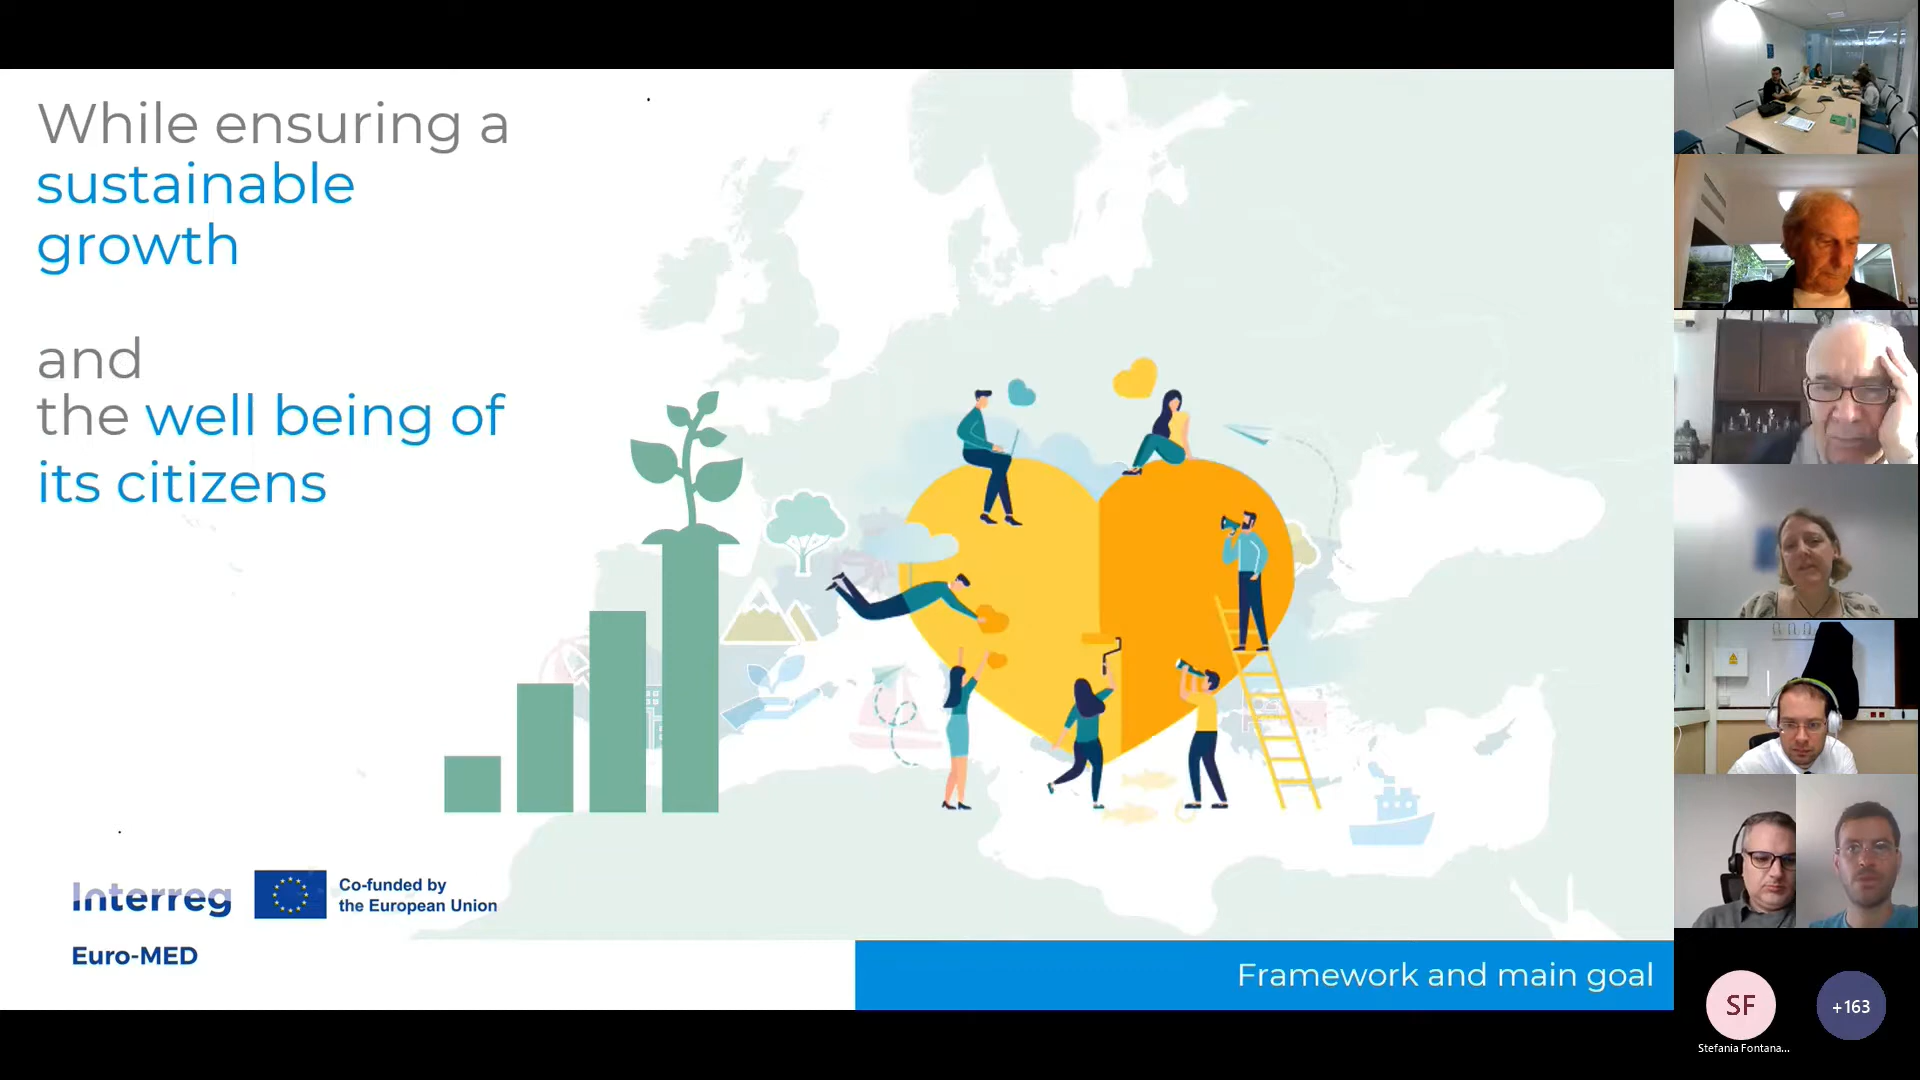 While ensuring a
sustainable
growth
and
the well being of
its citizens
Interreg
Co-funded by
the European Union
Euro-MED
Framework and main goal
SF
+163
Stefania Fontana...